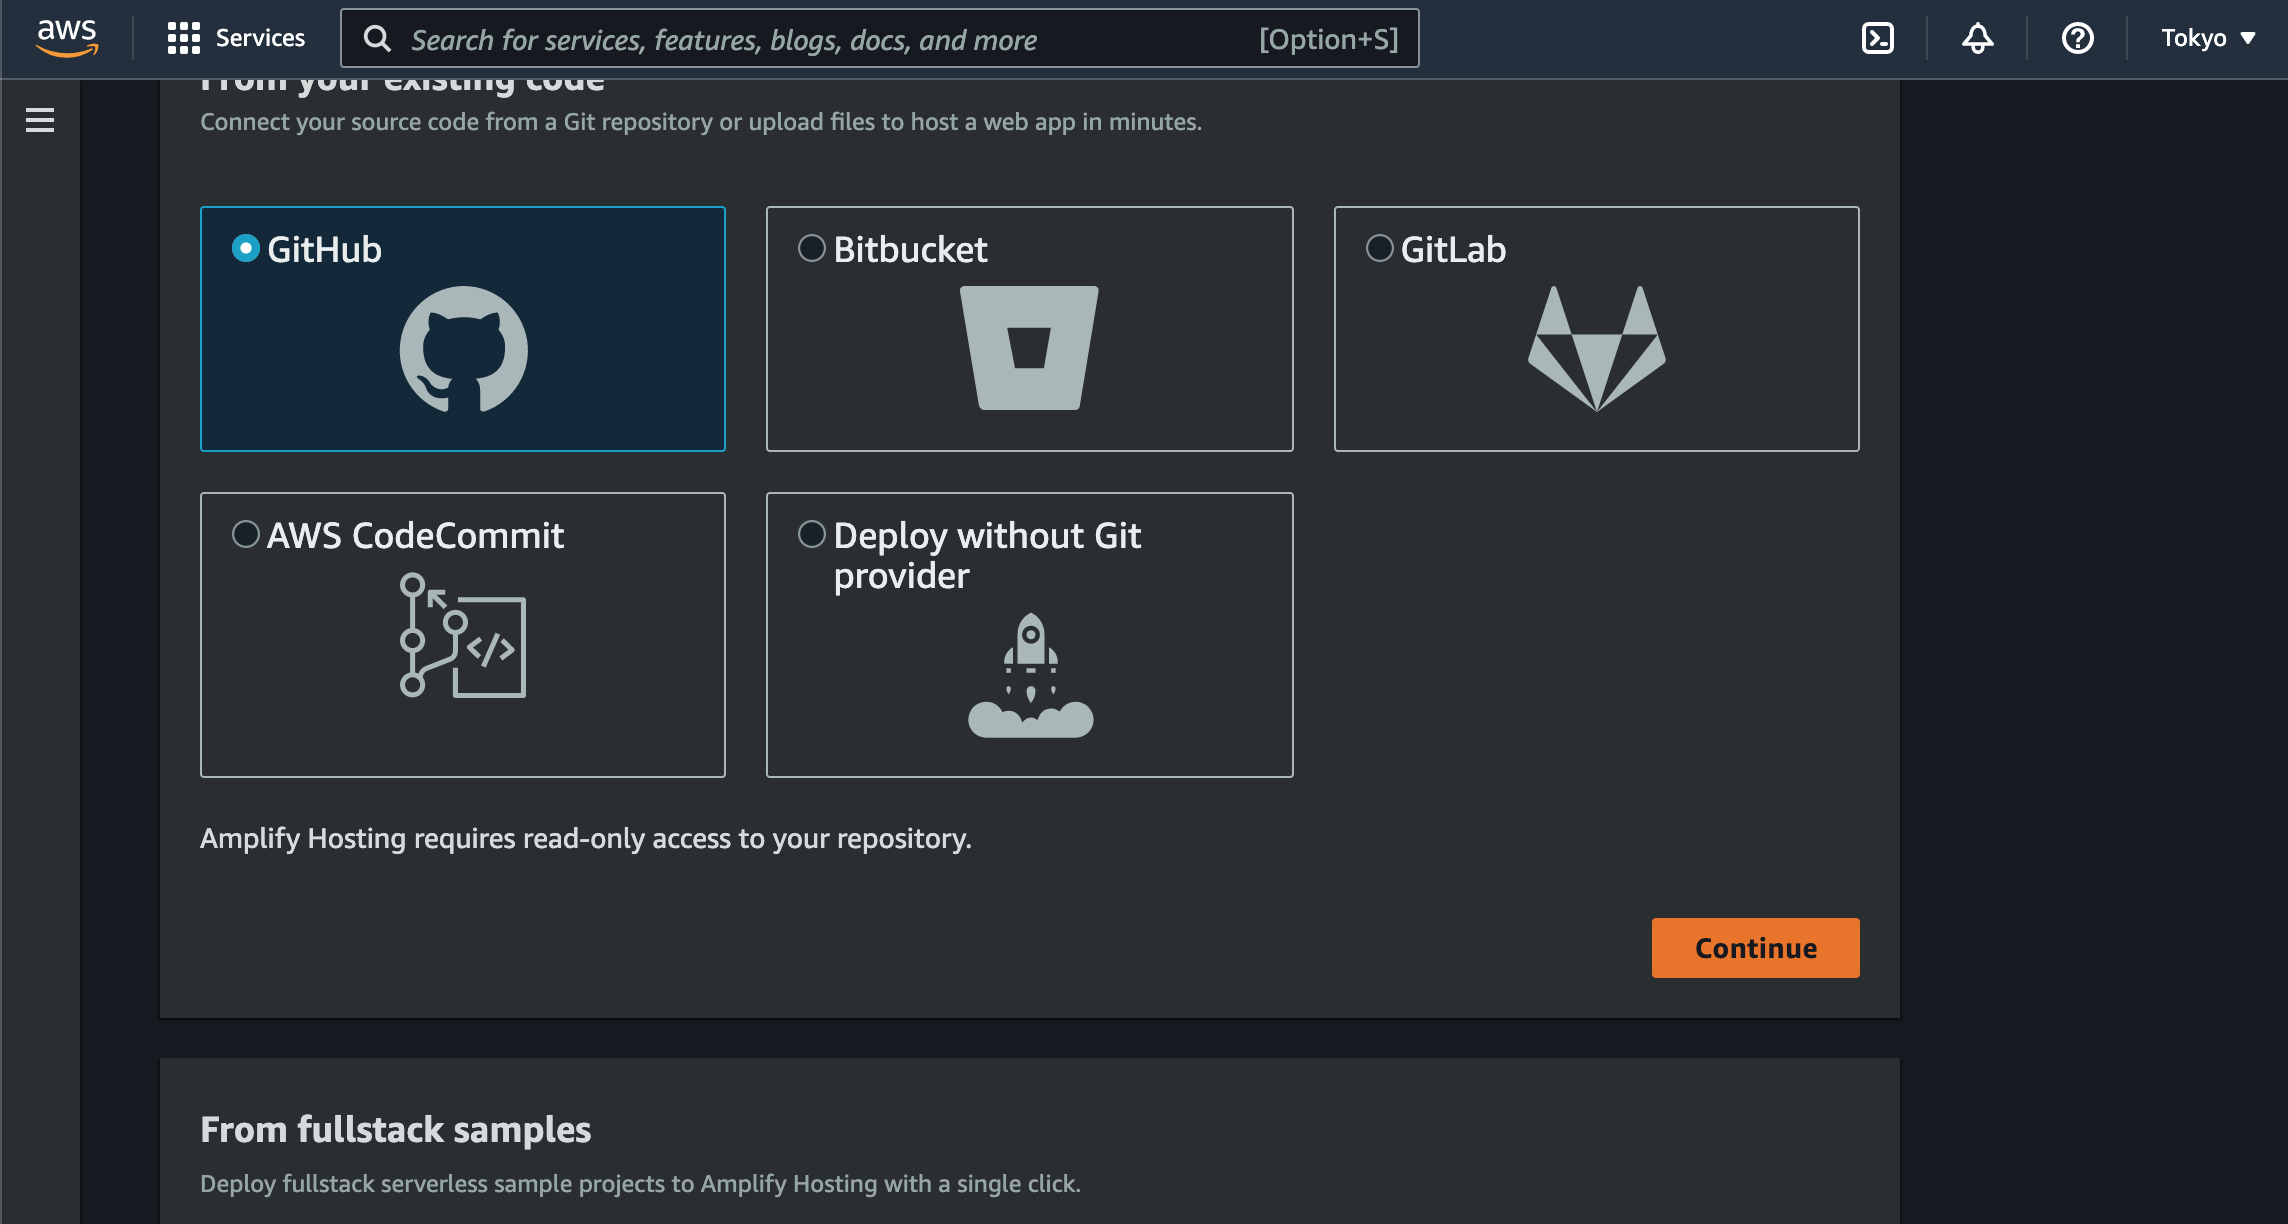 aws
Services
Search for services, features, blogs, docs, and more
[Option+S]
Tokyo
From your existing code
Connect your source code from a Git repository or upload files to host a web app in minutes.
GitHub
Bitbucket
GitLab
AWS CodeCommit
Deploy without Git
provider
Amplify Hosting requires read-only access to your repository.
Continue
From fullstack samples
Deploy fullstack serverless sample projects to Amplify Hosting with a single click.